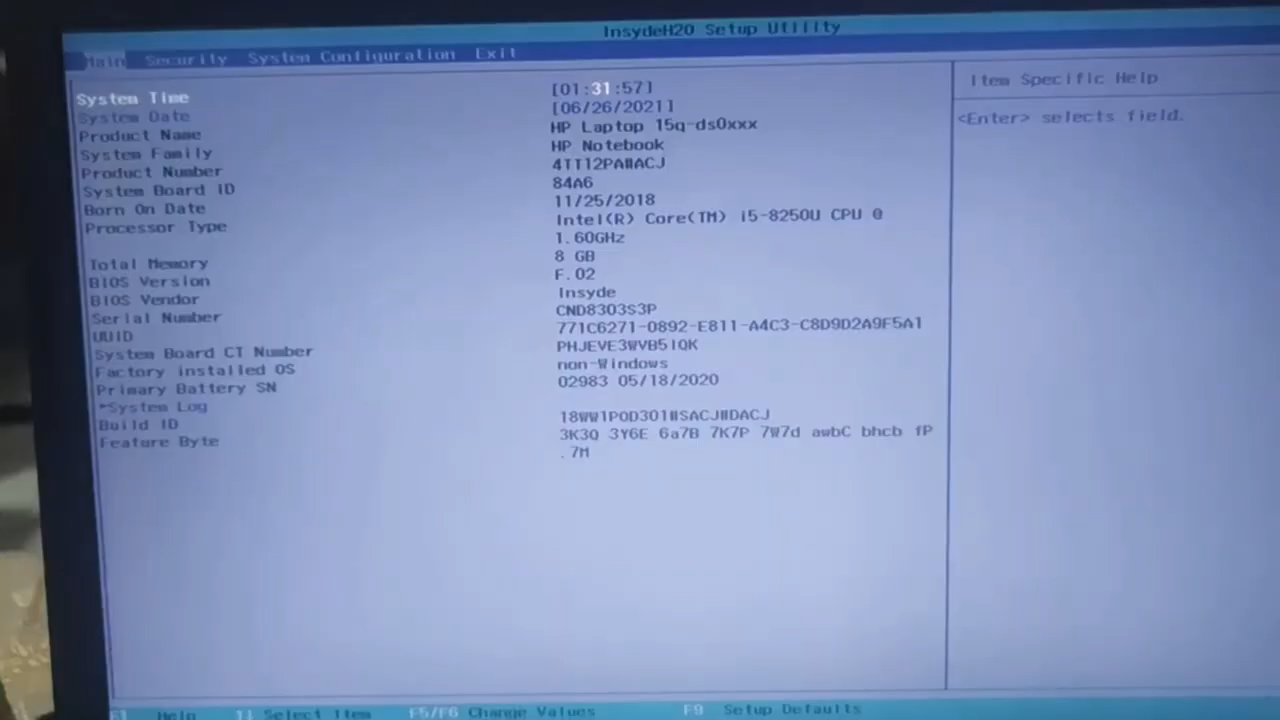 InsydeH20 Setup Utility
Main Security System Configuration Exit
Item Specific Help
<Enter> selects field.
System Time [01:31:57]
System Date [06/26/2021]
Product Name HP Laptop 15q-ds0xxx
System Family HP Notebook
Product Number 4TT12PA#ACJ
System Board ID 84A6
Born On Date 11/25/2018
Processor Type Intel(R) Core(TM) i5-8250U CPU @
1.60GHz
Total Memory 8 GB
BIOS Version F.02
BIOS Vendor Insyde
Serial Number CND8303S3P
UUID 771C6271-0892-E811-A4C3-C8D9D2A9F5A1
System Board CT Number PHJEVE3WVB5IQK
Factory installed OS non-Windows
Primary Battery SN 02983 05/18/2020
System Log
Build ID 18WW1P0D301#SACJ#DACJ
Feature Byte 3K3Q 3Y6E 6a7B 7K7P 7W7d awbC bhcb fP
.7M
F1 Help Select Item F5/F6 Change Values F9 Setup Defaults